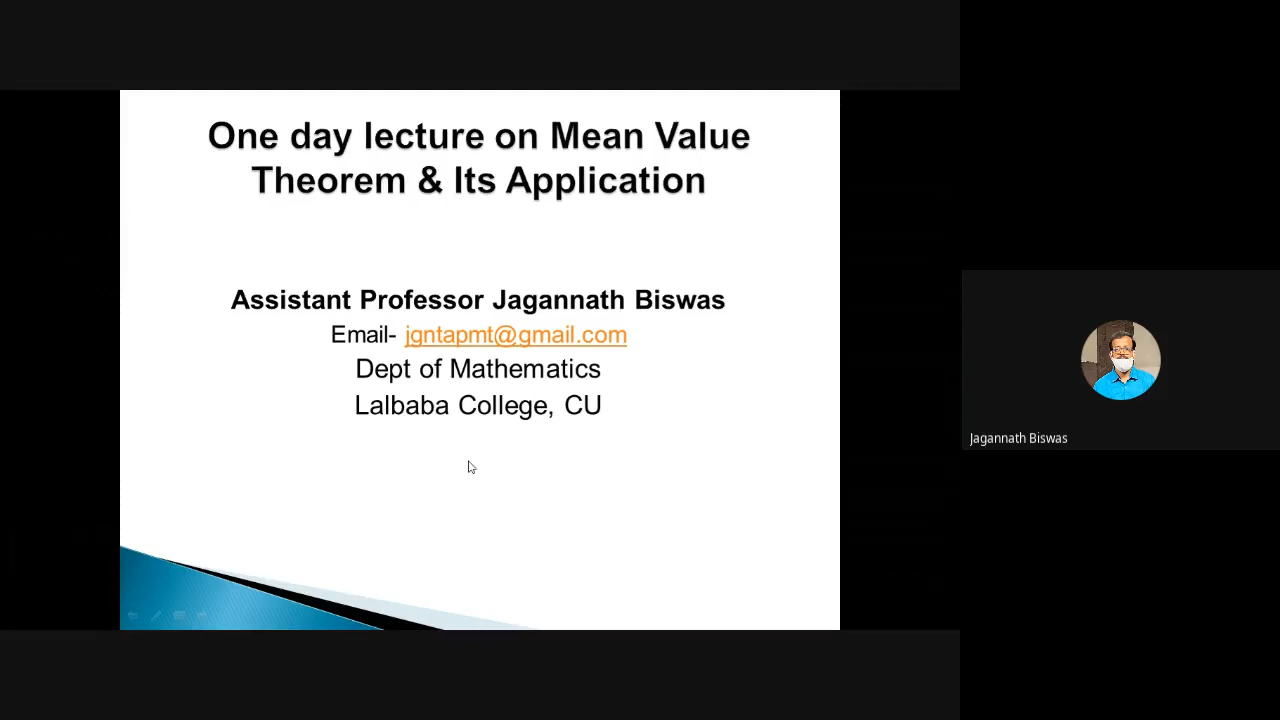 One day lecture on Mean Value
Theorem & Its Application
Assistant Professor Jagannath Biswas
Email- jgntapmt@gmail.com
Dept of Mathematics
Lalbaba College, CU
Jagannath Biswas